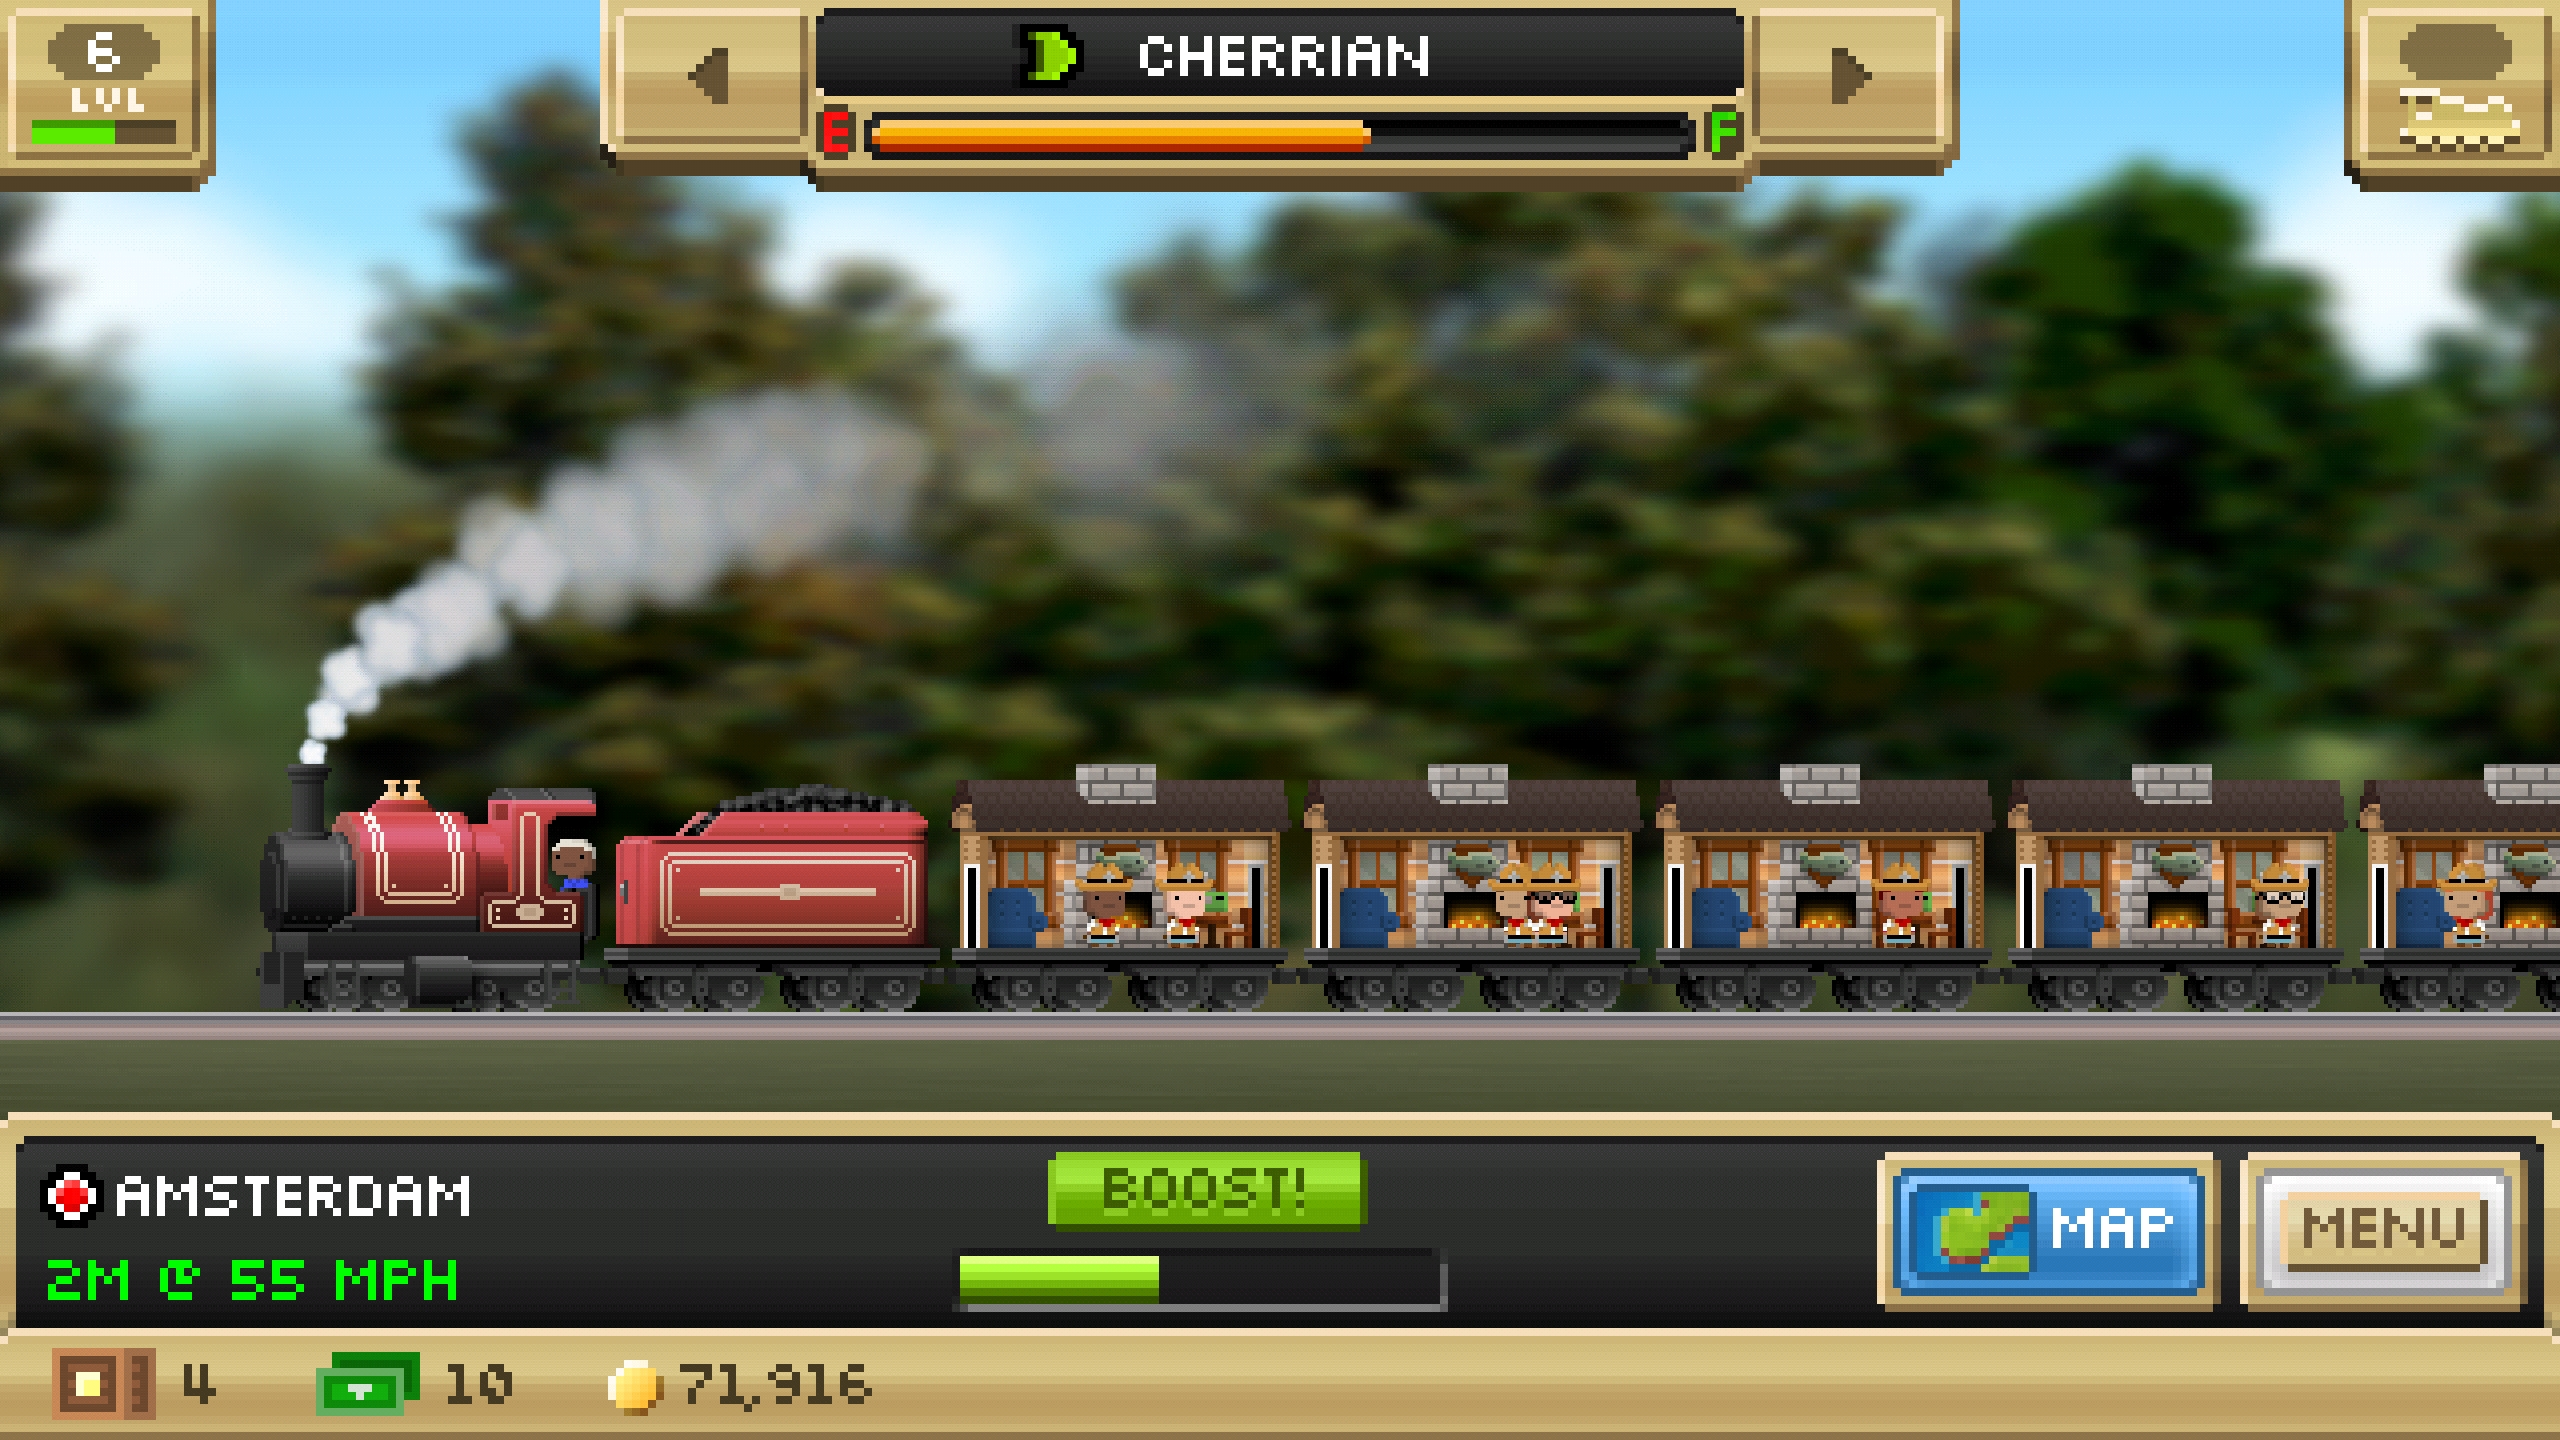 6
LVL
CHERRIAN
E F
AMSTERDAM
2M @ 55 MPH
BOOST!
MAP
MENU
4 10 71,916